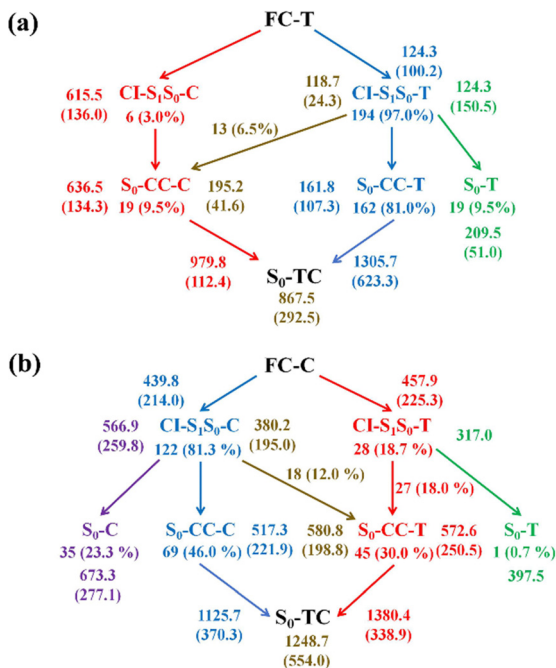 (a)
FC-T
124.3
(100.2)
615.5
(136.0)
CI-S₁S₀-C
6 (3.0%)
118.7
(24.3)
CI-S₁S₀-T
194 (97.0%)
124.3
(150.5)
13 (6.5%)
636.5
(134.3)
S₀-CC-C
19 (9.5%)
195.2
(41.6)
161.8
(107.3)
S₀-CC-T
162 (81.0%)
S₀-T
19 (9.5%)
209.5
(51.0)
979.8
(112.4)
S₀-TC
867.5
(292.5)
1305.7
(623.3)
(b)
FC-C
439.8
(214.0)
457.9
(225.3)
566.9
(259.8)
CI-S₁S₀-C
122 (81.3 %)
380.2
(195.0)
CI-S₁S₀-T
28 (18.7 %)
317.0
18 (12.0 %)
27 (18.0 %)
S₀-C
35 (23.3 %)
673.3
(277.1)
S₀-CC-C
69 (46.0 %)
517.3
(221.9)
580.8
(198.8)
S₀-CC-T
45 (30.0 %)
572.6
(250.5)
S₀-T
1 (0.7 %)
397.5
1125.7
(370.3)
S₀-TC
1248.7
(554.0)
1380.4
(338.9)